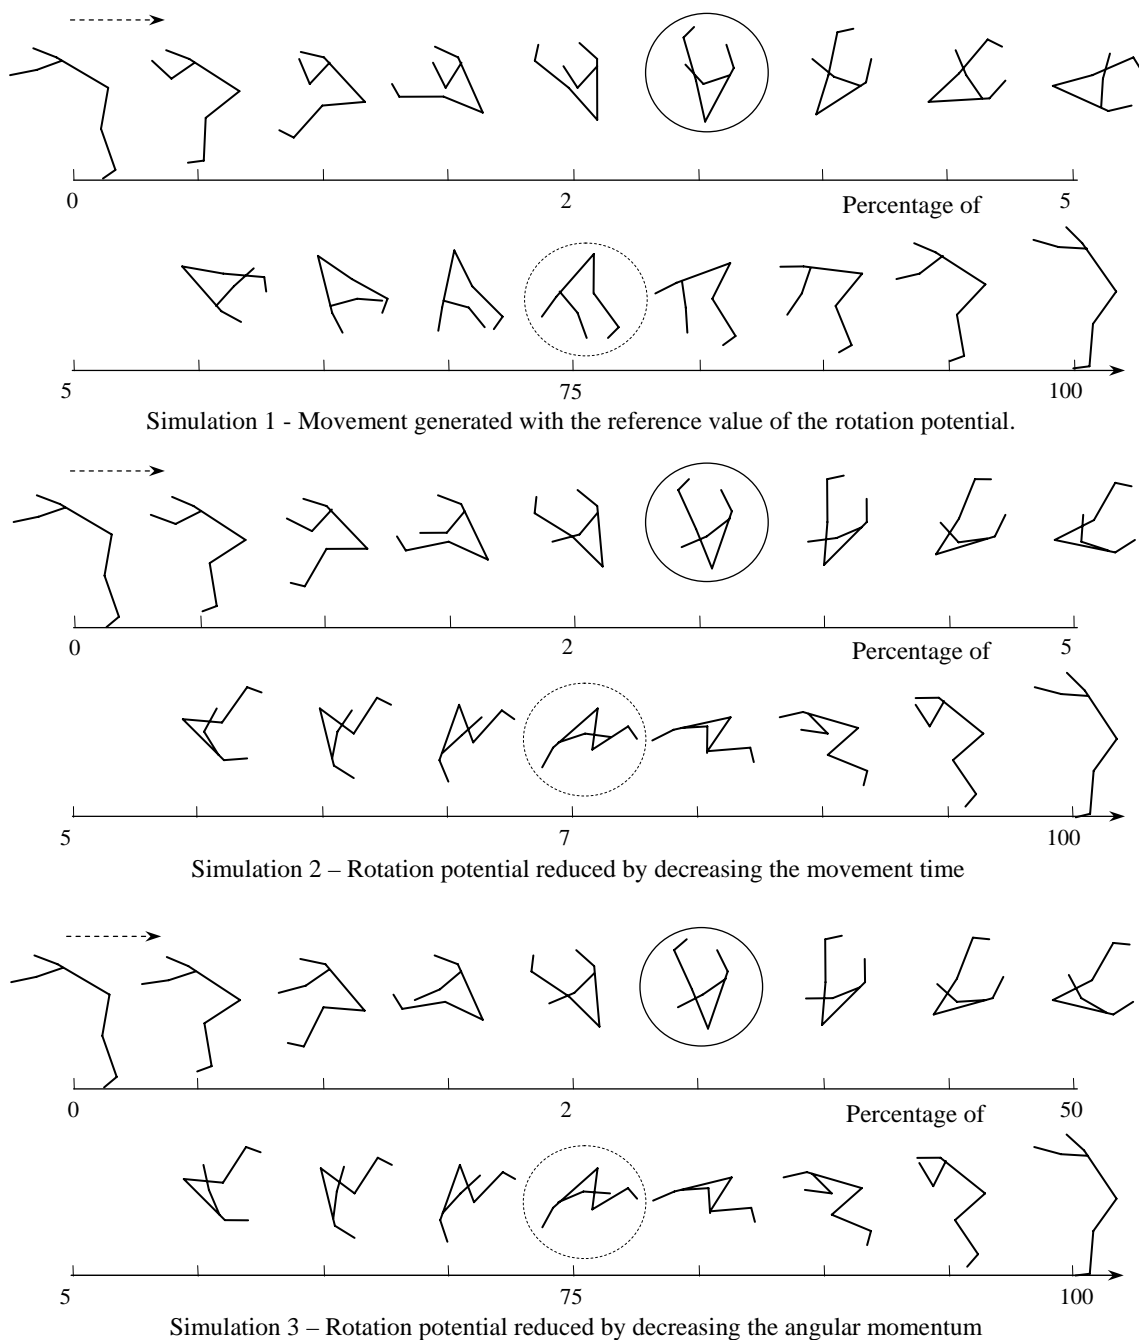 0 2 Percentage of 5
5 75 100
Simulation 1 - Movement generated with the reference value of the rotation potential.
0 2 Percentage of 5
5 7 100
Simulation 2 – Rotation potential reduced by decreasing the movement time
0 2 Percentage of 50
5 75 100
Simulation 3 – Rotation potential reduced by decreasing the angular momentum